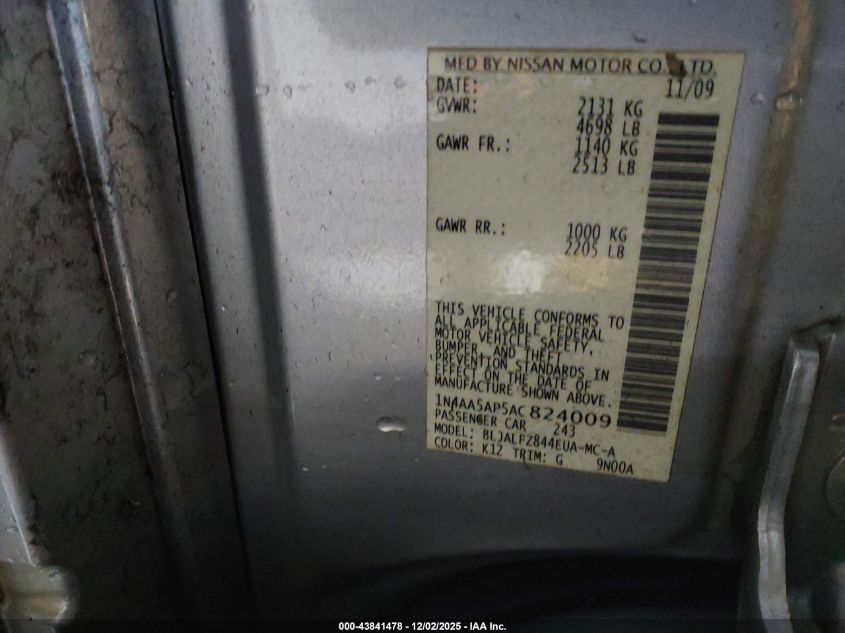 MFD BY NISSAN MOTOR CO. LTD.
DATE: 11/09
GVWR: 2131 KG
4698 LB
GAWR FR.: 1140 KG
2513 LB
GAWR RR.: 1000 KG
2205 LB
THIS VEHICLE CONFORMS TO
ALL APPLICABLE FEDERAL
MOTOR VEHICLE SAFETY,
BUMPER, AND THEFT
PREVENTION STANDARDS IN
EFFECT ON THE DATE OF
MANUFACTURE SHOWN ABOVE.
1N4AA5AP5AC 824009
PASSENGER CAR 243
MODEL: BLJALFZ844EUA-MC-A
COLOR: K12 TRIM: G 9N00A
000-43841478 - 12/02/2025 - IAA Inc.